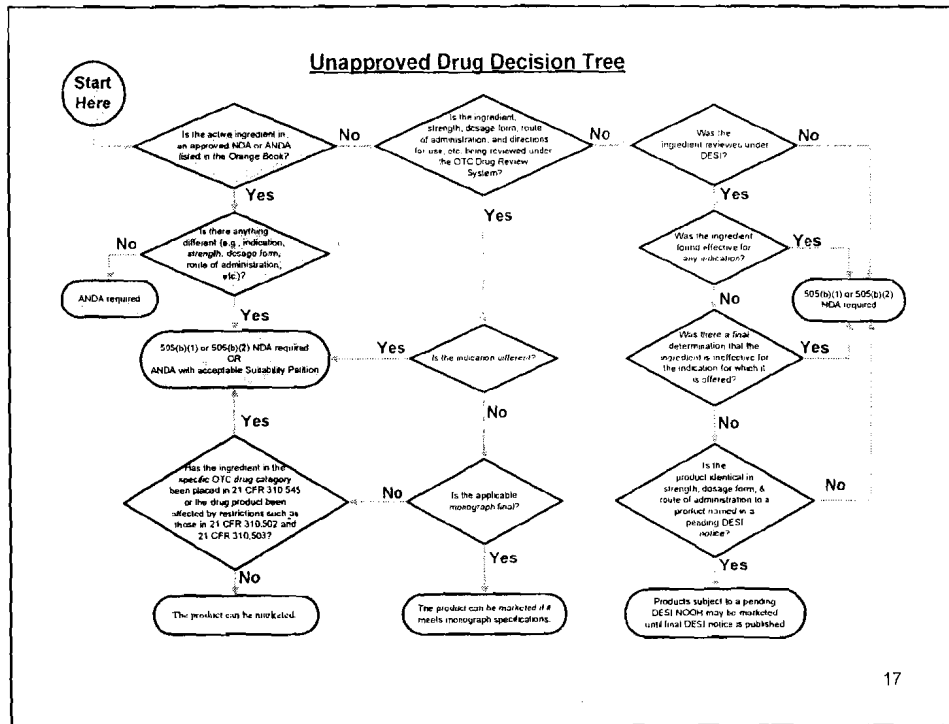 Unapproved Drug Decision Tree
Start
Here
Is the active ingredient in
an approved NDA or ANDA
listed in the Orange Book?
No
Is the ingredient,
strength, dosage form, route
of administration, and directions
for use, etc. being reviewed under
the OTC Drug Review
System?
No
Was the
ingredient reviewed under
DESI?
No
Yes
Yes
Yes
No
Is there anything
different (e.g., indication,
strength, dosage form,
route of administration,
etc.)?
Was the ingredient
found effective for
any indication?
Yes
ANDA required
505(b)(1) or 505(b)(2)
NDA required
Yes
No
505(b)(1) or 505(b)(2) NDA required
OR
ANDA with acceptable Suitability Petition
Yes
Is the indication different?
Was there a final
determination that the
ingredient is ineffective for
the indication for which it
is offered?
Yes
Yes
No
No
Has the ingredient in the
specific OTC drug category
been placed in 21 CFR 310.545
or the drug product been
affected by restrictions such as
those in 21 CFR 310.502 and
21 CFR 310.503?
No
Is the applicable
monograph final?
Is the
product identical in
strength, dosage form, &
route of administration to a
product named in a
pending DESI
notice?
No
No
Yes
Yes
The product can be marketed.
The product can be marketed if it
meets monograph specifications.
Products subject to a pending
DESI NOOH may be marketed
until final DESI notice is published
17